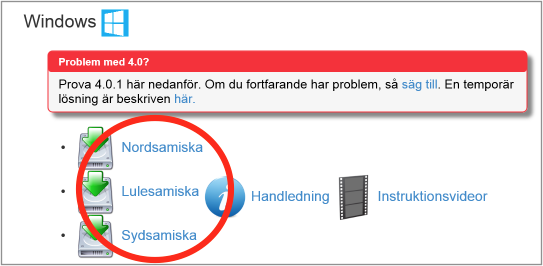 Windows
Problem med 4.0?
Prova 4.0.1 här nedanför. Om du fortfarande har problem, så säg till. En temporär
lösning är beskriven här.
Nordsamiska
Lulesamiska
Handledning
Instruktionsvideor
Sydsamiska